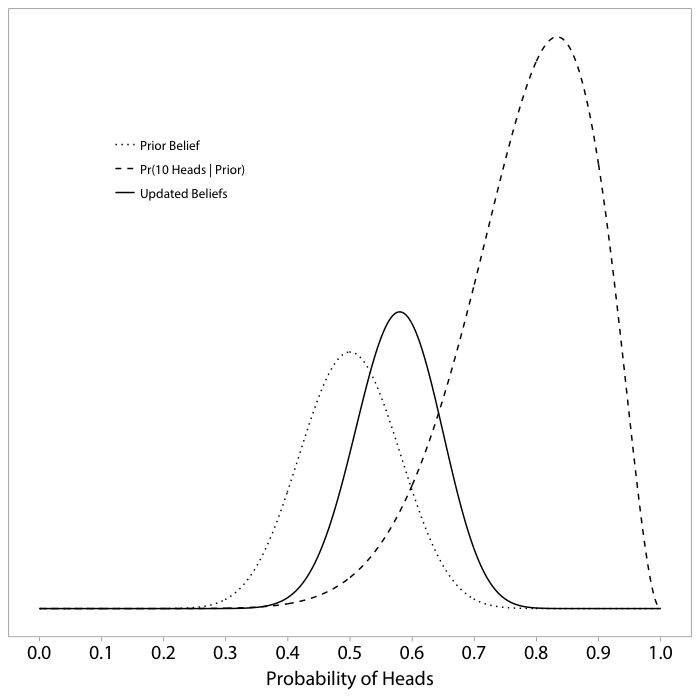 Prior Belief
Pr(10 Heads | Prior)
Updated Beliefs
0.0 0.1 0.2 0.3 0.4 0.5 0.6 0.7 0.8 0.9 1.0
Probability of Heads